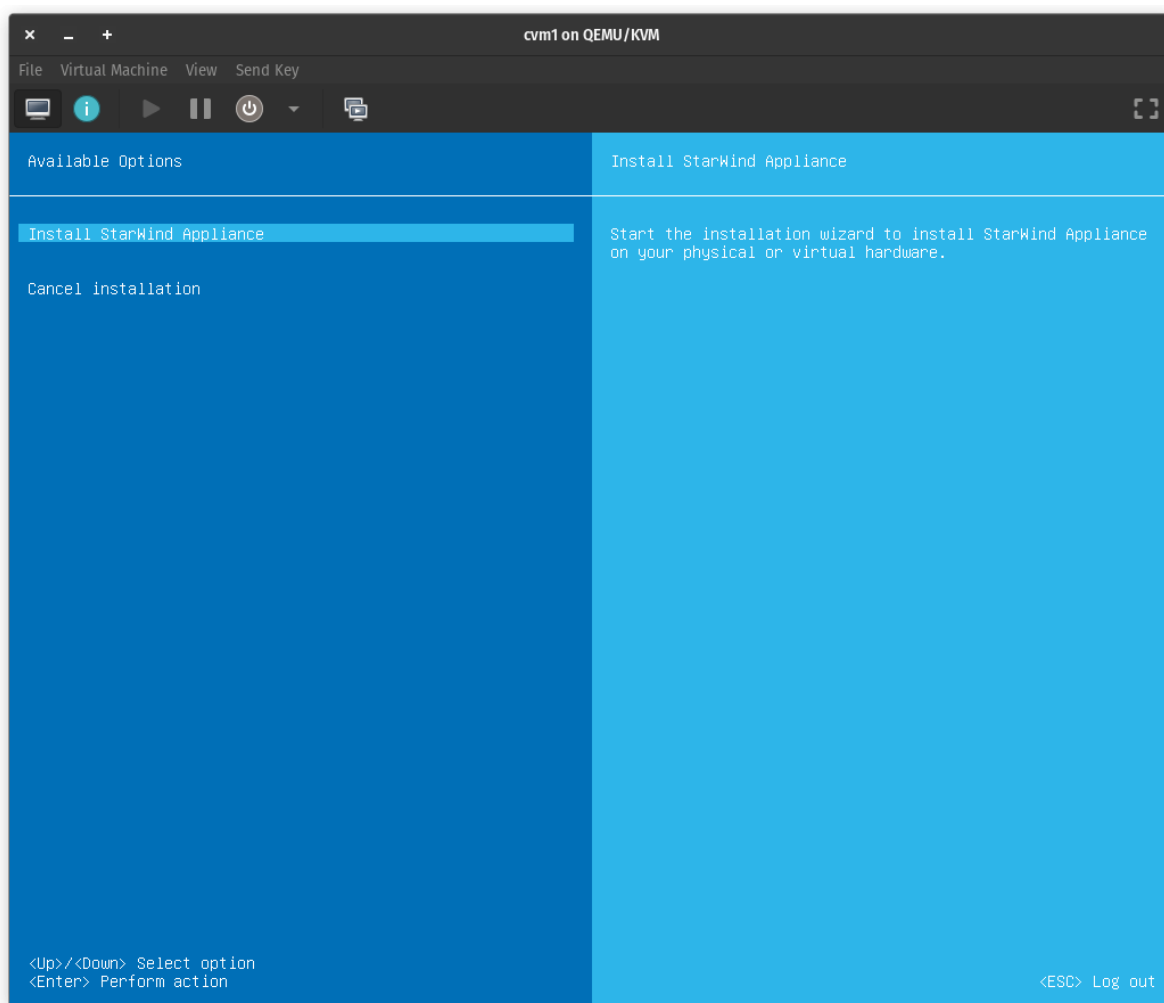 cvm1 on QEMU/KVM
File Virtual Machine View Send Key
Available Options
Install StarWind Appliance
Cancel installation
<Up>/<Down> Select option
<Enter> Perform action
Install StarWind Appliance
Start the installation wizard to install StarWind Appliance
on your physical or virtual hardware.
<ESC> Log out